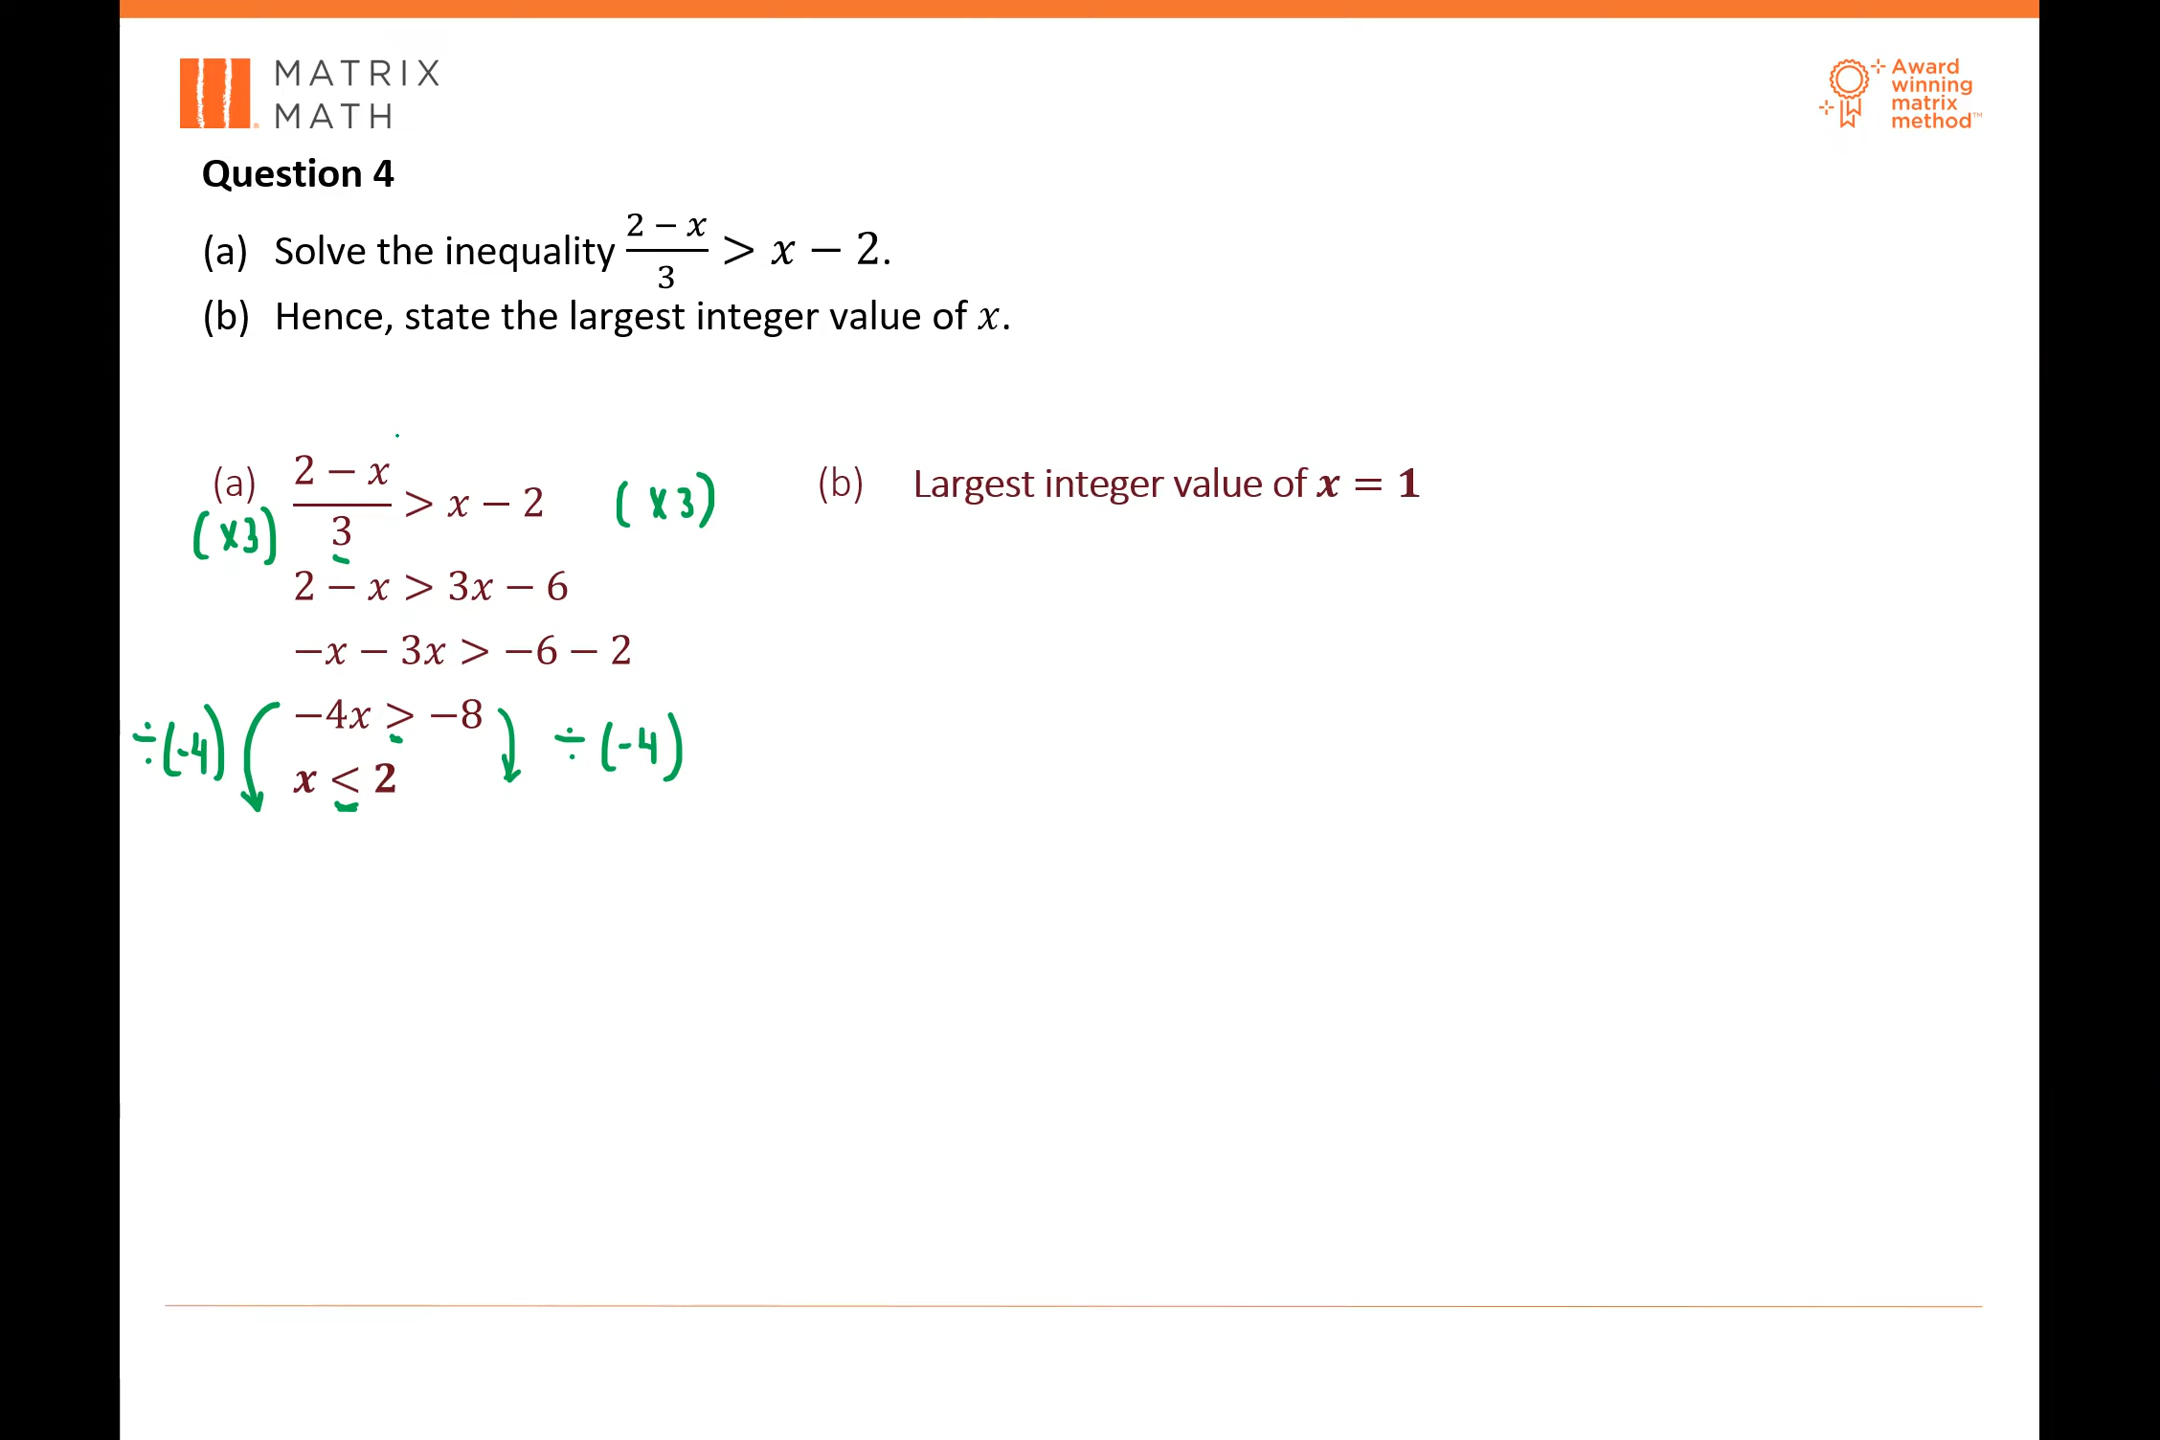 MATRIX
MATH
Award
winning
matrix
method™
Question 4
(a) Solve the inequality (2 − x)/3 > x − 2.
(b) Hence, state the largest integer value of x.
(a) (2 − x)/3 > x − 2 (×3)
(×3)
2 − x > 3x − 6
−x − 3x > −6 − 2
−4x > −8
÷(-4) ÷(-4)
x < 2
(b) Largest integer value of x = 1